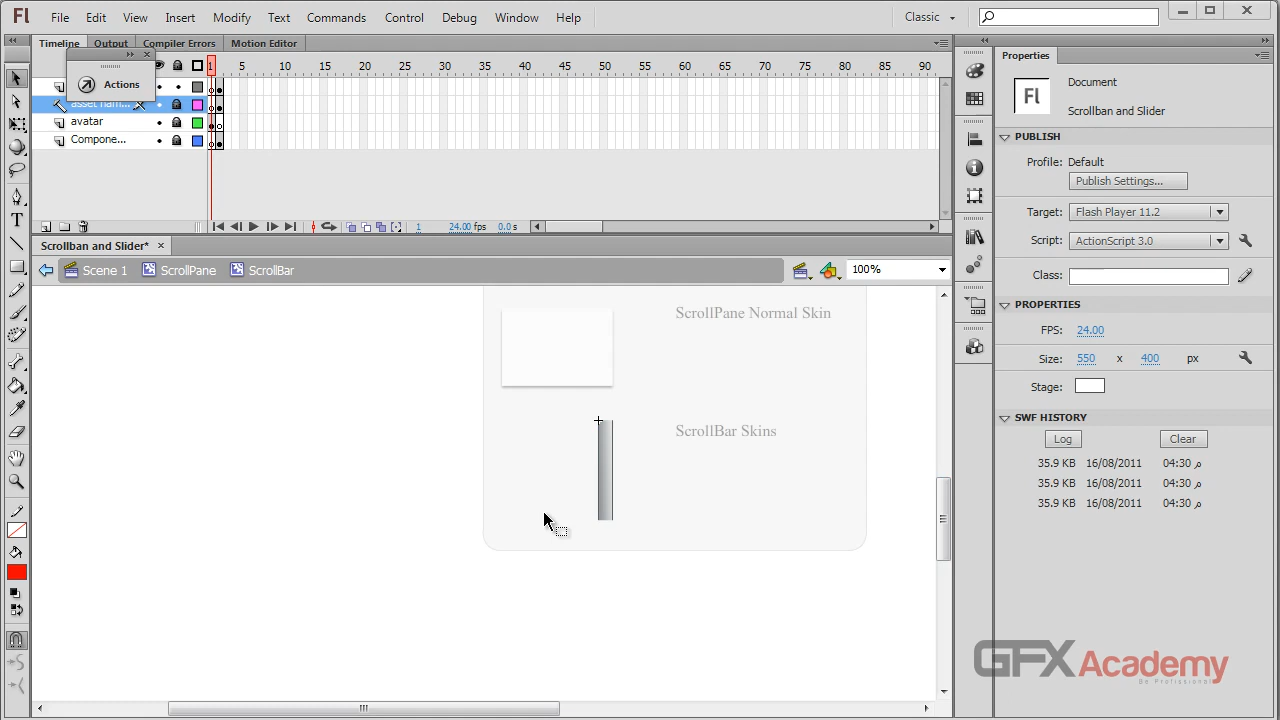 Fl File Edit View Insert Modify Text Commands Control Debug Window Help Classic
Timeline Output Compiler Errors Motion Editor
Properties
1 5 10 15 20 25 30 35 40 45 50 55 60 65 70 75 80 85 90
Actions
asset nam...
avatar
Compone...
1 24.00 fps 0.0 s
Fl
Document
Scrollban and Slider
PUBLISH
Profile: Default
Publish Settings...
Target: Flash Player 11.2
Script: ActionScript 3.0
Class:
PROPERTIES
FPS: 24.00
Size: 550 x 400 px
Stage:
SWF HISTORY
Log Clear
35.9 KB 16/08/2011 04:30 م
35.9 KB 16/08/2011 04:30 م
35.9 KB 16/08/2011 04:30 م
Scrollban and Slider*
Scene 1 ScrollPane ScrollBar 100%
ScrollPane Normal Skin
ScrollBar Skins
GFX Academy
Be Professional